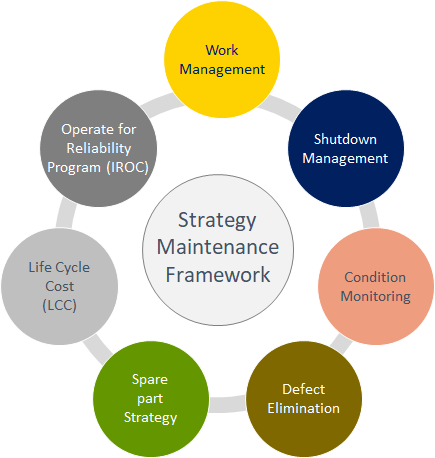 Work
Management
Shutdown
Management
Condition
Monitoring
Defect
Elimination
Spare
part
Strategy
Life Cycle
Cost
(LCC)
Operate for
Reliability
Program (IROC)
Strategy
Maintenance
Framework